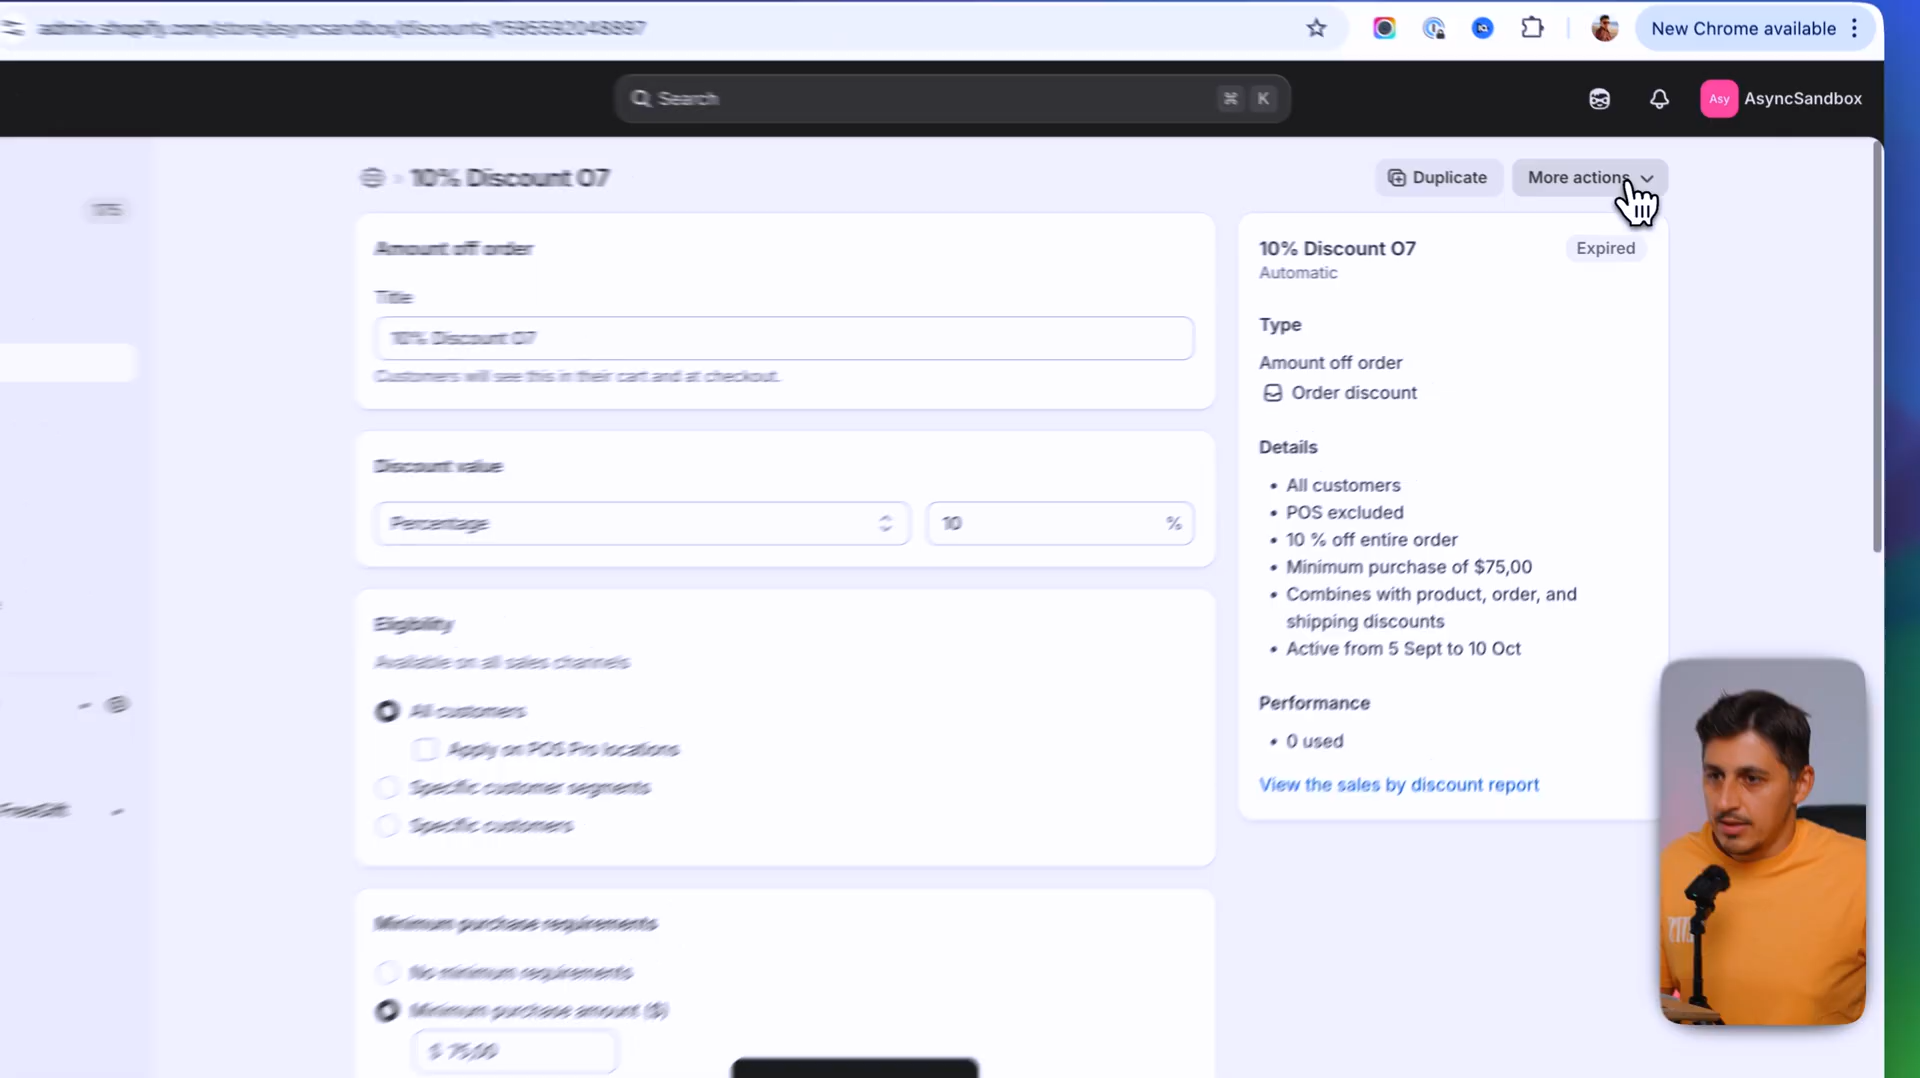 admin.shopify.com/store/asyncsandbox/discounts/1595592048897
New Chrome available
Search
⌘ K
Asy
AsyncSandbox
10% Discount O7
Duplicate
More actions
175
Amount off order
Title
10% Discount O7
Customers will see this in their cart and at checkout.
Discount value
Percentage
10 %
Eligibility
Available on all sales channels
All customers
Apply on POS Pro locations
Specific customer segments
Specific customers
Minimum purchase requirements
No minimum requirements
Minimum purchase amount ($)
$ 75,00
10% Discount O7
Expired
Automatic
Type
Amount off order
Order discount
Details
• All customers
• POS excluded
• 10 % off entire order
• Minimum purchase of $75,00
• Combines with product, order, and
shipping discounts
• Active from 5 Sept to 10 Oct
Performance
• 0 used
View the sales by discount report